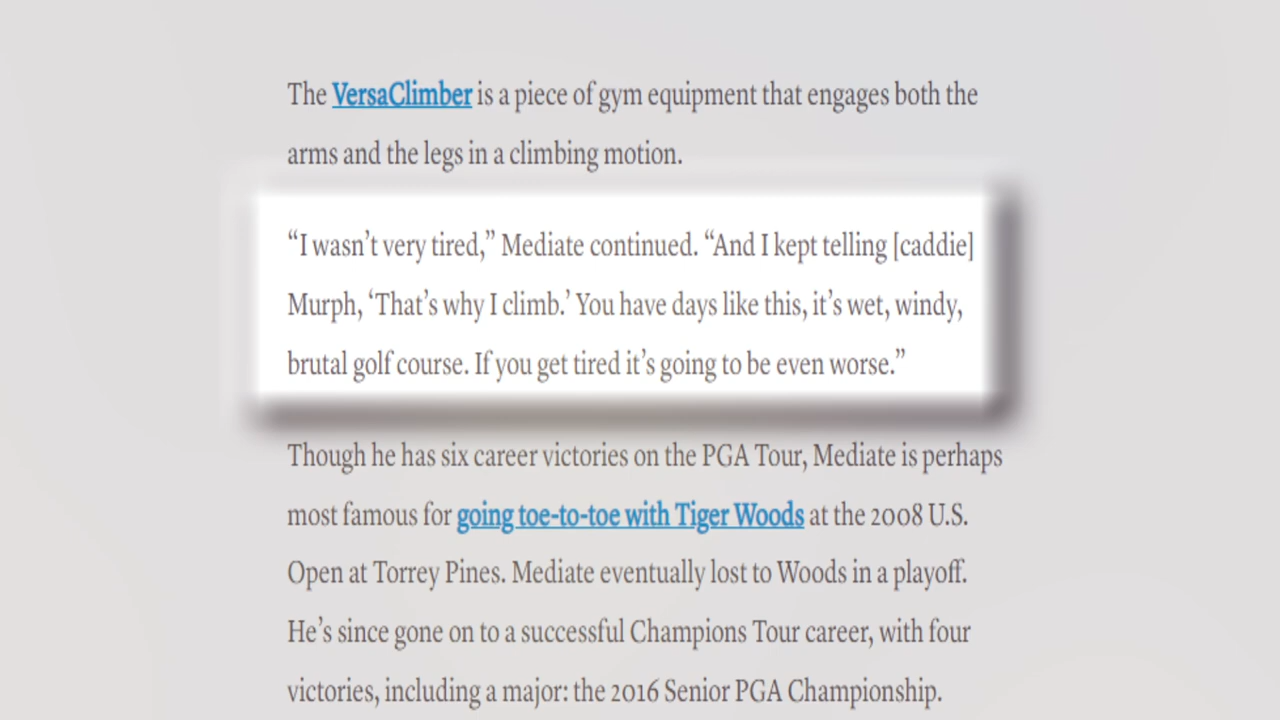 The VersaClimber is a piece of gym equipment that engages both the
arms and the legs in a climbing motion.
“I wasn’t very tired,” Mediate continued. “And I kept telling [caddie]
Murph, ‘That’s why I climb.’ You have days like this, it’s wet, windy,
brutal golf course. If you get tired it’s going to be even worse.”
Though he has six career victories on the PGA Tour, Mediate is perhaps
most famous for going toe-to-toe with Tiger Woods at the 2008 U.S.
Open at Torrey Pines. Mediate eventually lost to Woods in a playoff.
He’s since gone on to a successful Champions Tour career, with four
victories, including a major: the 2016 Senior PGA Championship.